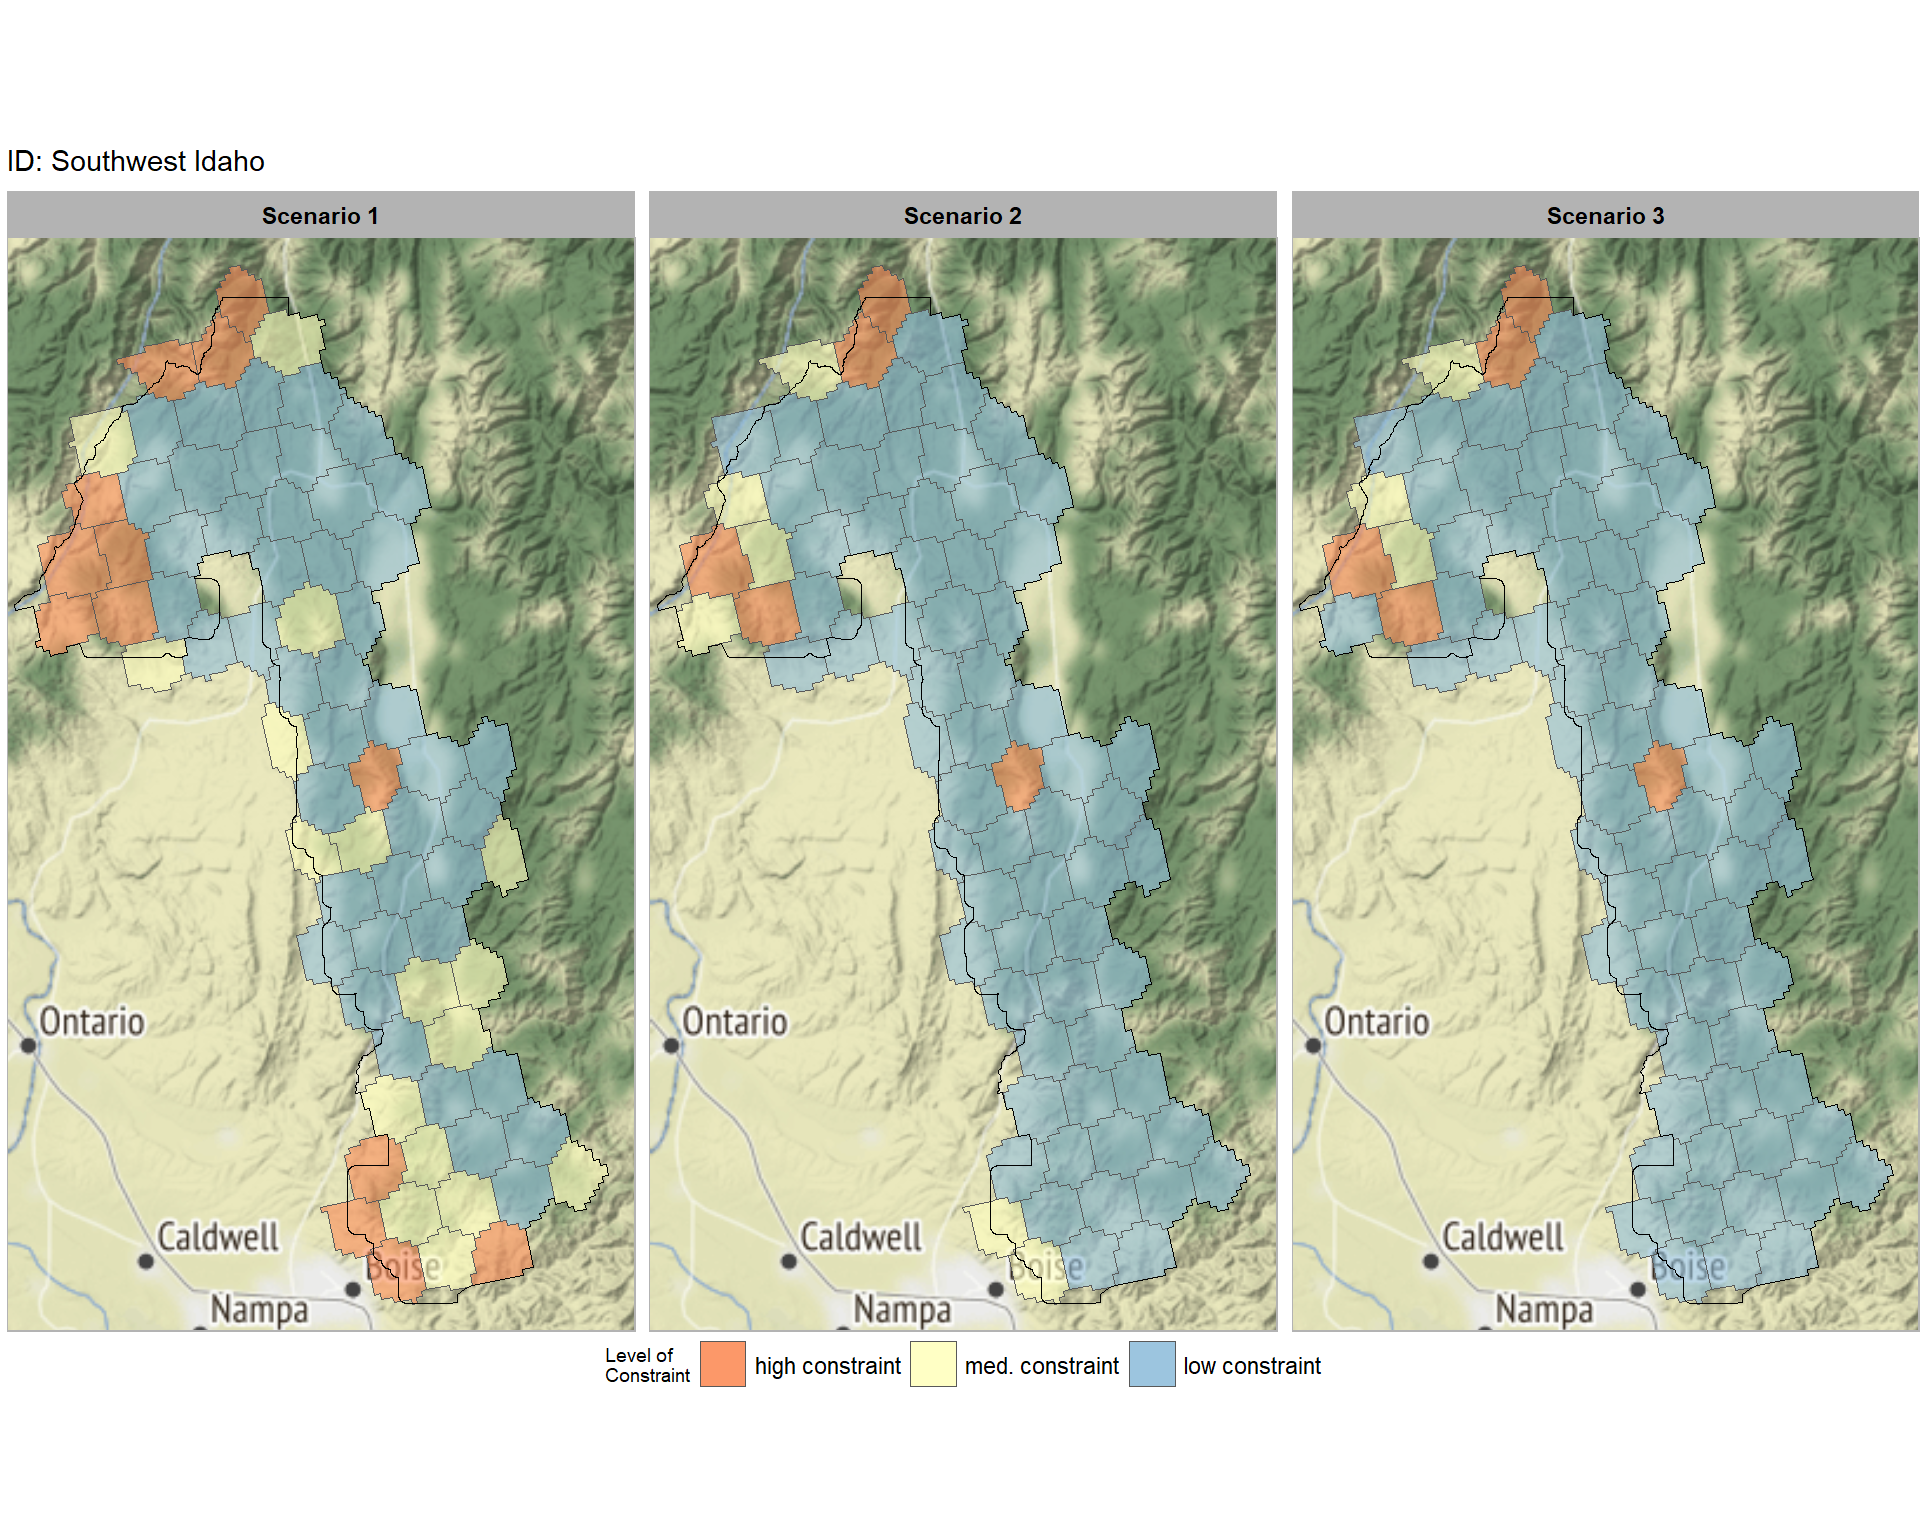 ID: Southwest Idaho
Scenario 1
Scenario 2
Scenario 3
Ontario
Ontario
Ontario
Caldwell
Caldwell
Caldwell
Boise
Boise
Boise
Nampa
Nampa
Nampa
Level of
Constraint
high constraint
med. constraint
low constraint